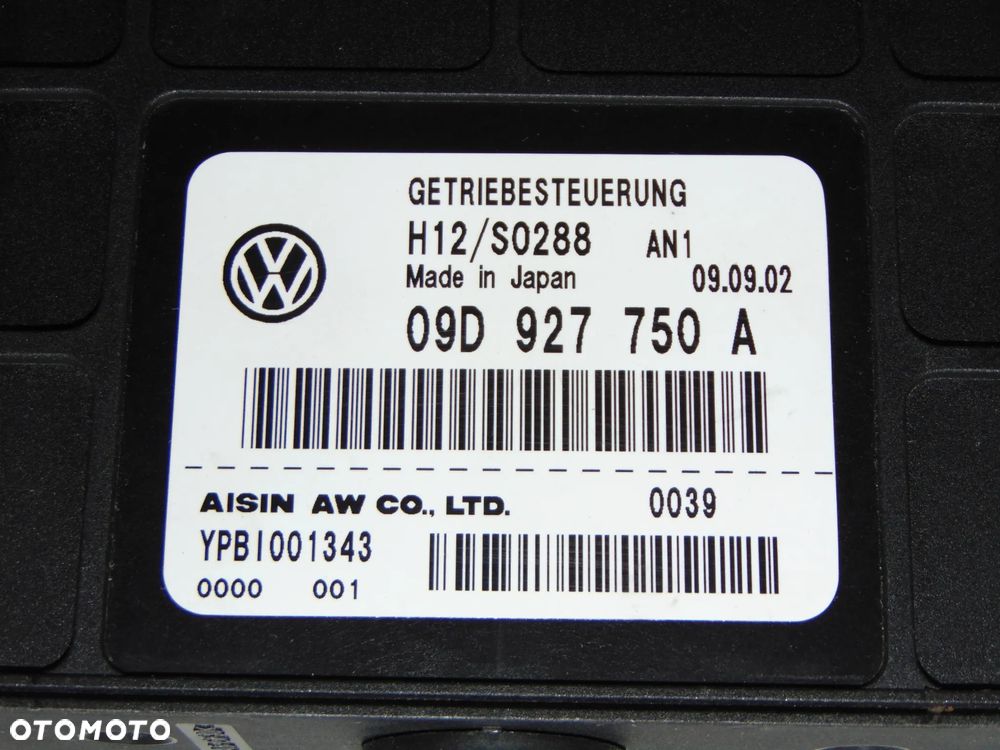 GETRIEBESTEUERUNG
H12/S0288 AN1
Made in Japan 09.09.02
09D 927 750 A
AISIN AW CO., LTD. 0039
YPBI001343
0000 001
OTOMOTO